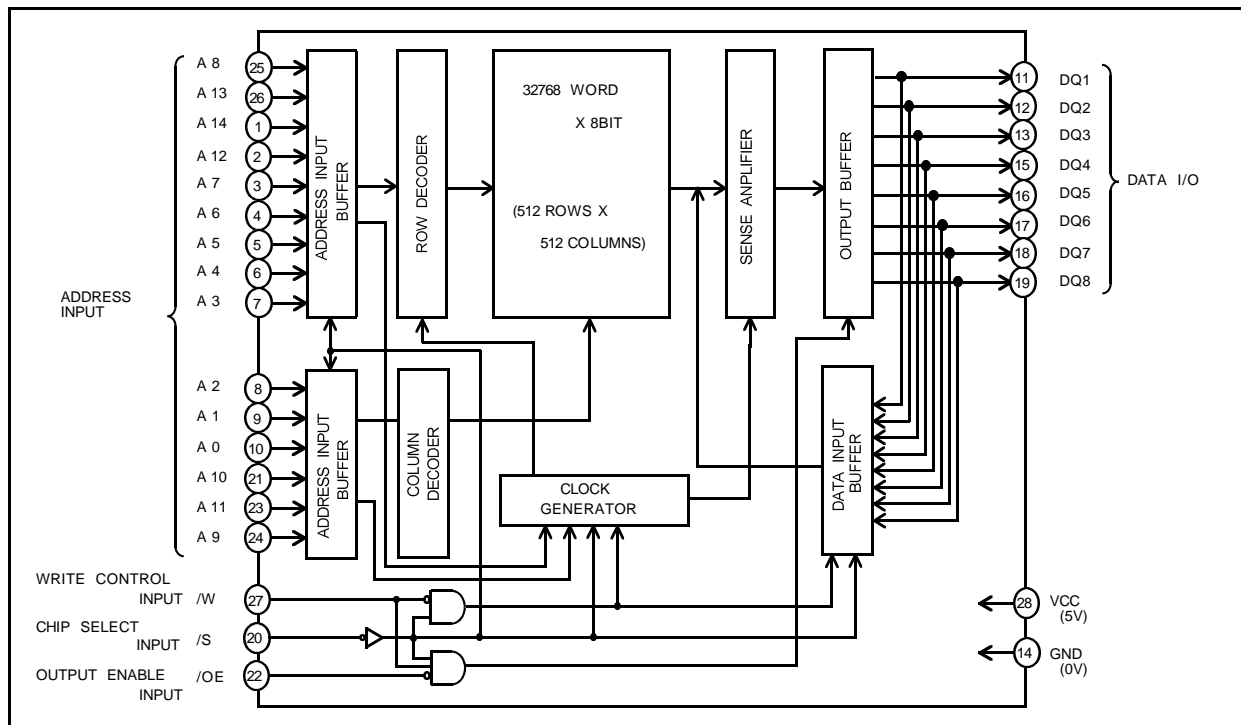 A 8
25
A 13
26
A 14
1
A 12
2
A 7
3
A 6
4
A 5
5
A 4
6
A 3
7
ADDRESS
INPUT
A 2
8
A 1
9
A 0
10
A 10
21
A 11
23
A 9
24
WRITE CONTROL
INPUT /W
27
CHIP SELECT
INPUT /S
20
OUTPUT ENABLE /OE
INPUT
22
ADDRESS INPUT
BUFFER
ROW DECODER
32768 WORD
X 8BIT
(512 ROWS X
512 COLUMNS)
SENSE ANPLIFIER
OUTPUT BUFFER
ADDRESS INPUT
BUFFER
COLUMN
DECODER
CLOCK
GENERATOR
DATA INPUT
BUFFER
11 DQ1
12 DQ2
13 DQ3
15 DQ4
16 DQ5
17 DQ6
18 DQ7
19 DQ8
DATA I/O
28 VCC
(5V)
14 GND
(0V)